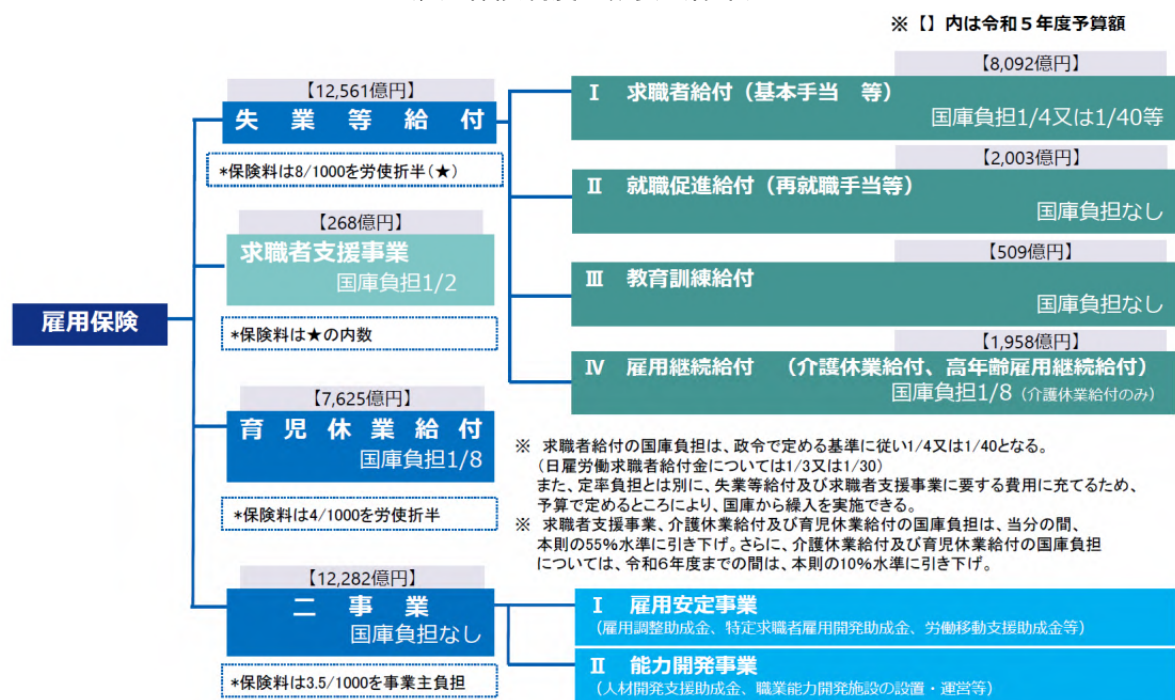 ※【】内は令和５年度予算額
雇用保険
【12,561億円】
失業等給付
*保険料は8/1000を労使折半(★)
【8,092億円】
Ⅰ 求職者給付（基本手当 等）
国庫負担1/4又は1/40等
【2,003億円】
Ⅱ 就職促進給付（再就職手当等）
国庫負担なし
【509億円】
Ⅲ 教育訓練給付
国庫負担なし
【1,958億円】
Ⅳ 雇用継続給付 （介護休業給付、高年齢雇用継続給付）
国庫負担1/8（介護休業給付のみ）
【268億円】
求職者支援事業
国庫負担1/2
*保険料は★の内数
【7,625億円】
育児休業給付
国庫負担1/8
*保険料は4/1000を労使折半
※ 求職者給付の国庫負担は、政令で定める基準に従い1/4又は1/40となる。
（日雇労働求職者給付金については1/3又は1/30）
また、定率負担とは別に、失業等給付及び求職者支援事業に要する費用に充てるため、
予算で定めるところにより、国庫から繰入を実施できる。
※ 求職者支援事業、介護休業給付及び育児休業給付の国庫負担は、当分の間、
本則の55%水準に引き下げ。さらに、介護休業給付及び育児休業給付の国庫負担
については、令和６年度までの間は、本則の10%水準に引き下げ。
【12,282億円】
二事業
国庫負担なし
*保険料は3.5/1000を事業主負担
Ⅰ 雇用安定事業
（雇用調整助成金、特定求職者雇用開発助成金、労働移動支援助成金等）
Ⅱ 能力開発事業
（人材開発支援助成金、職業能力開発施設の設置・運営等）